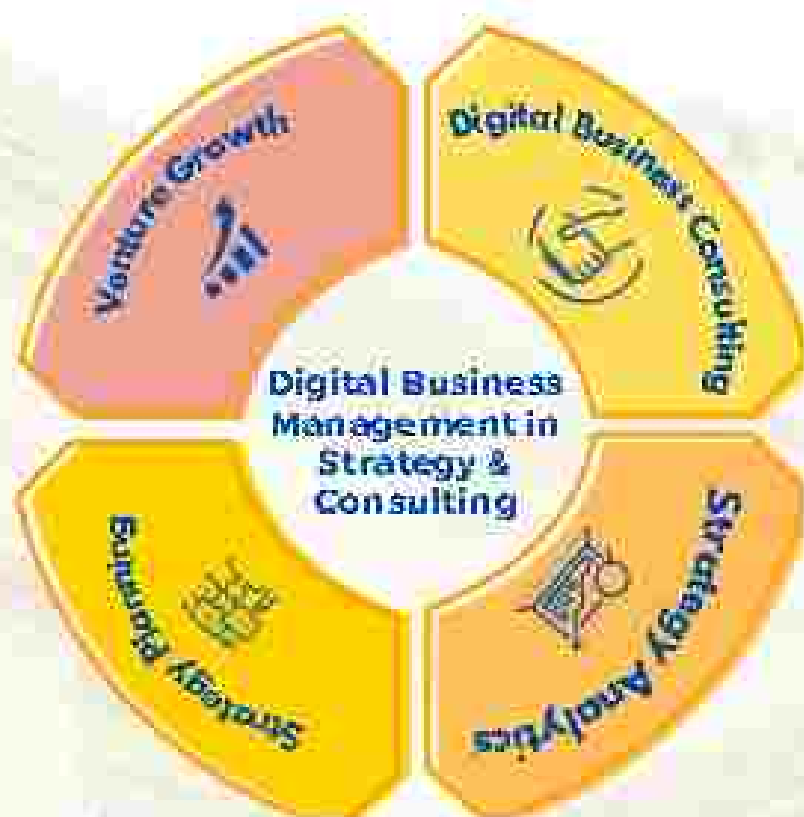 Venture Growth
Digital Business Consulting
Digital Business
Management in
Strategy &
Consulting
Strategy Planning
Strategy Analytics